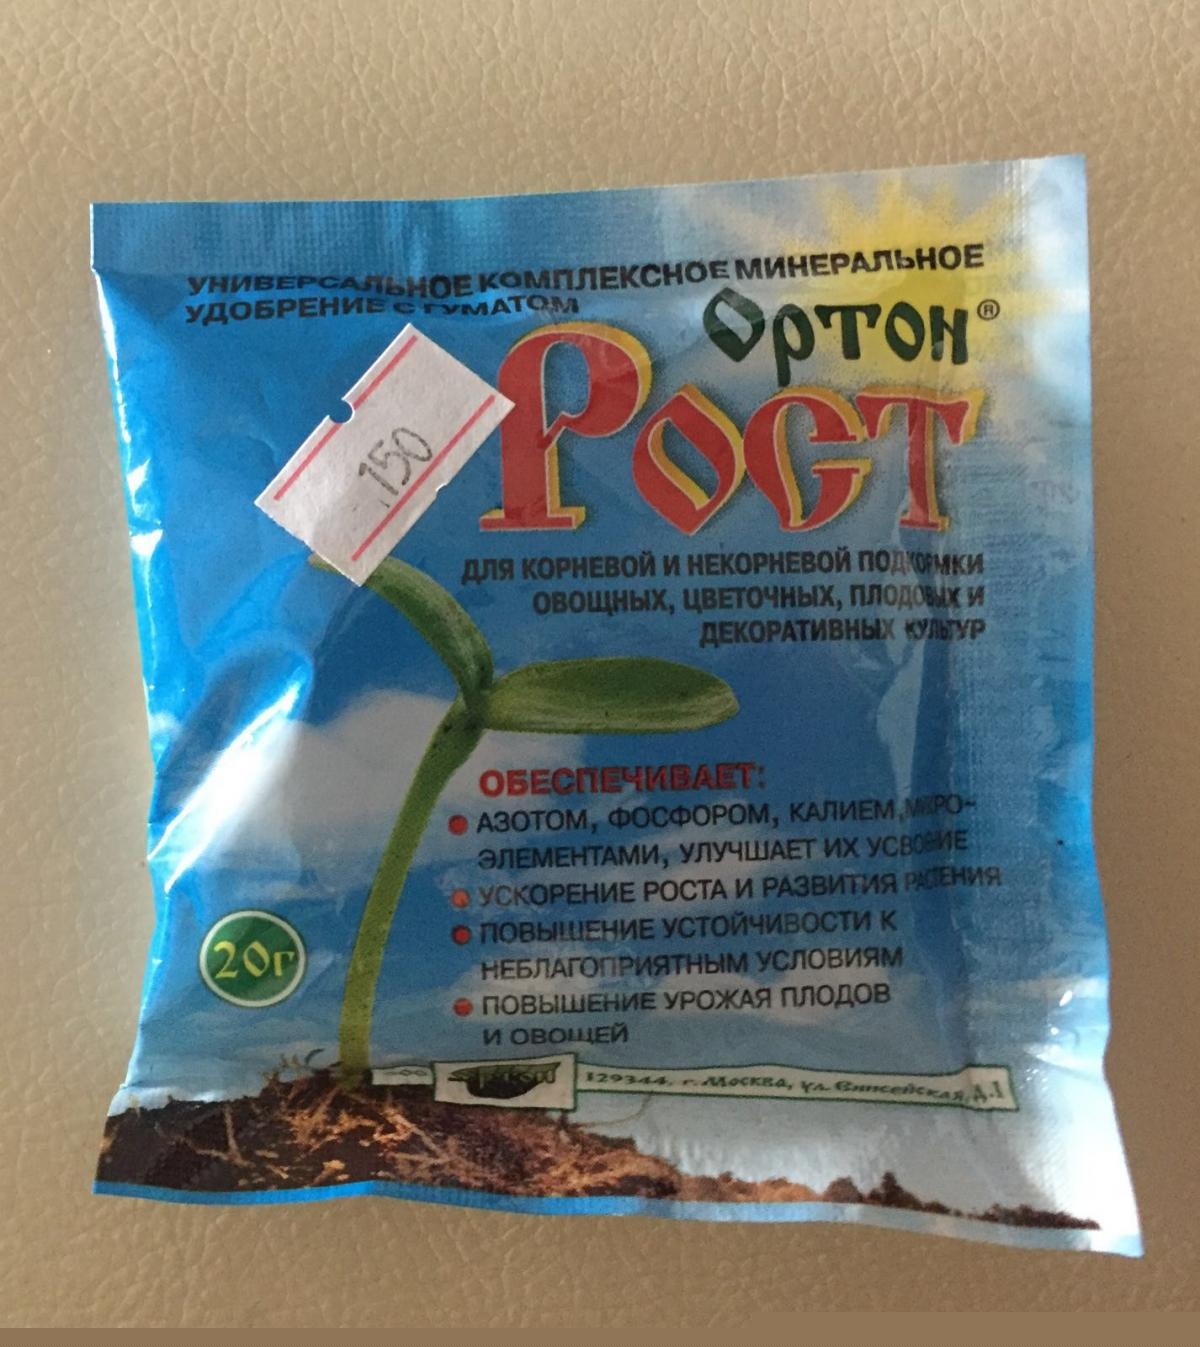 УНИВЕРСАЛЬНОЕ КОМПЛЕКСНОЕ МИНЕРАЛЬНОЕ
УДОБРЕНИЕ С ГУМАТОМ
Ортон®
Рост
150
ДЛЯ КОРНЕВОЙ И НЕКОРНЕВОЙ ПОДКОРМКИ
ОВОЩНЫХ, ЦВЕТОЧНЫХ, ПЛОДОВЫХ И
ДЕКОРАТИВНЫХ КУЛЬТУР
ОБЕСПЕЧИВАЕТ:
АЗОТОМ, ФОСФОРОМ, КАЛИЕМ, МИКРО-
ЭЛЕМЕНТАМИ, УЛУЧШАЕТ ИХ УСВОЕНИЕ
УСКОРЕНИЕ РОСТА И РАЗВИТИЯ РАСТЕНИЯ
ПОВЫШЕНИЕ УСТОЙЧИВОСТИ К
НЕБЛАГОПРИЯТНЫМ УСЛОВИЯМ
ПОВЫШЕНИЕ УРОЖАЯ ПЛОДОВ
И ОВОЩЕЙ
20г
129344, г. Москва, ул. Енисейская, д.1